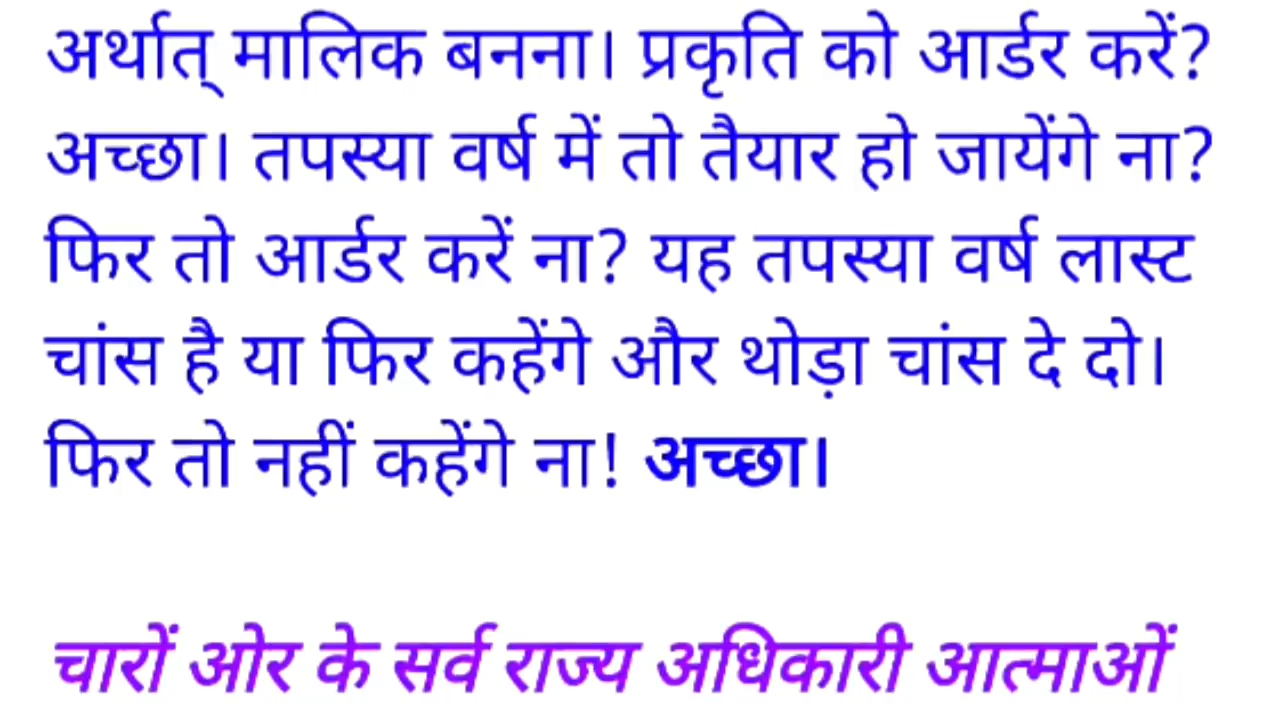 अर्थात् मालिक बनना। प्रकृति को आर्डर करें?
अच्छा। तपस्या वर्ष में तो तैयार हो जायेंगे ना?
फिर तो आर्डर करें ना? यह तपस्या वर्ष लास्ट
चांस है या फिर कहेंगे और थोड़ा चांस दे दो।
फिर तो नहीं कहेंगे ना! अच्छा।
चारों ओर के सर्व राज्य अधिकारी आत्माओं